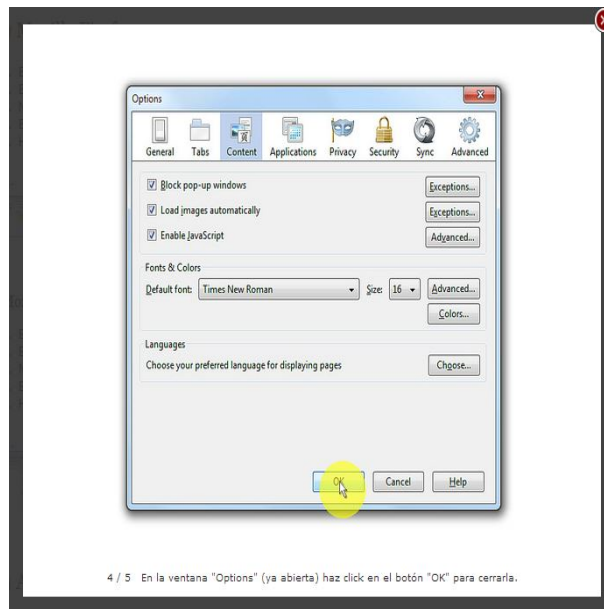 Options
General Tabs Content Applications Privacy Security Sync Advanced
Block pop-up windows Exceptions...
Load images automatically Exceptions...
Enable JavaScript Advanced...
Fonts & Colors
Default font: Times New Roman Size: 16 Advanced...
Colors...
Languages
Choose your preferred language for displaying pages Choose...
OK Cancel Help
4 / 5 En la ventana "Options" (ya abierta) haz click en el botón "OK" para cerrarla.